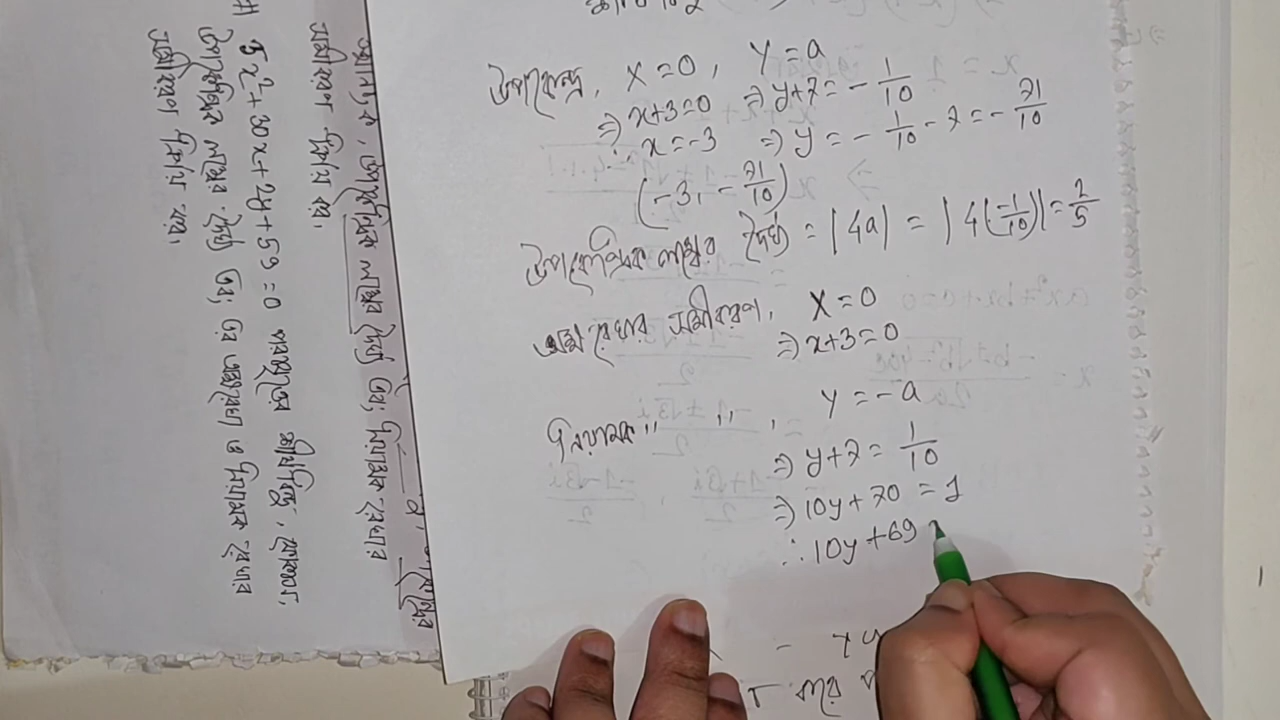 উপকেন্দ্র, X = 0, Y = a
⇒ x+3=0 ⇒ y+7 = - 1/10
∴ x = -3 ⇒ y = - 1/10 - 7 = - 71/10
(-3, - 71/10)
উপকেন্দ্রিক লম্বের দৈর্ঘ্য = |4a| = |4(-1/10)| = 2/5
অক্ষ রেখার সমীকরণ, X = 0
⇒ x+3=0
নিয়ামক " " , Y = -a
⇒ y+7 = 1/10
⇒ 10y+70 = 1
∴ 10y+69
উপকেন্দ্রিক লম্বের দৈর্ঘ্য এবং নিয়ামক রেখার
সমীকরণ নির্ণয় কর।
5x²+30x+2y+59=0 পরাবৃত্তের শীর্ষবিন্দু, ফোকাস,
উপকেন্দ্রিক লম্বের দৈর্ঘ্য এবং এর অক্ষরেখা ও নিয়ামক রেখার
সমীকরণ নির্ণয় কর।